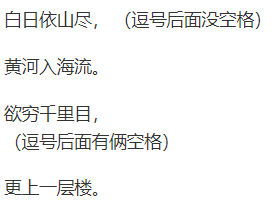 白日依山尽， （逗号后面没空格）
黄河入海流。
欲穷千里目，
（逗号后面有俩空格）
更上一层楼。